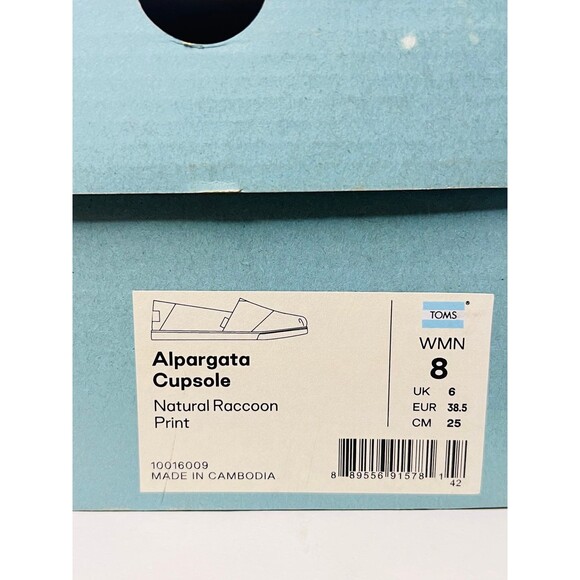 TOMS
®
Alpargata
Cupsole
Natural Raccoon
Print
10016009
MADE IN CAMBODIA
WMN
8
UK 6
EUR 38.5
CM 25
8 89556 91578 1
42